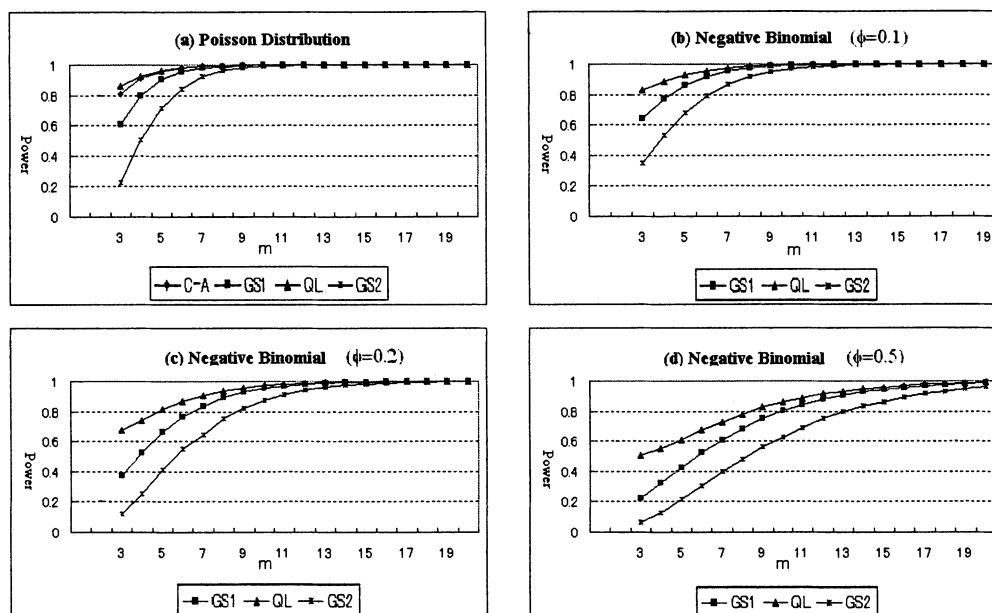 (a) Poisson Distribution
1
0.8
0.6
0.4
0.2
0
Power
3 5 7 9 11 13 15 17 19
m
C-A GS1 QL GS2
(b) Negative Binomial (ϕ=0.1)
1
0.8
0.6
0.4
0.2
0
Power
3 5 7 9 11 13 15 17 19
m
GS1 QL GS2
(c) Negative Binomial (ϕ=0.2)
1
0.8
0.6
0.4
0.2
0
Power
3 5 7 9 11 13 15 17 19
m
GS1 QL GS2
(d) Negative Binomial (ϕ=0.5)
1
0.8
0.6
0.4
0.2
0
Power
3 5 7 9 11 13 15 17 19
m
GS1 QL GS2